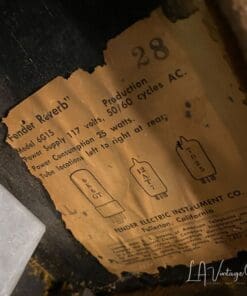 28
"Fender Reverb" Production
Model 6G15
Power Supply 117 volts 50/60 cycles AC.
Power Consumption 25 watts.
Tube locations left to right at rear;
FENDER ELECTRIC INSTRUMENT CO.
Fullerton, California
L.A. Vintage